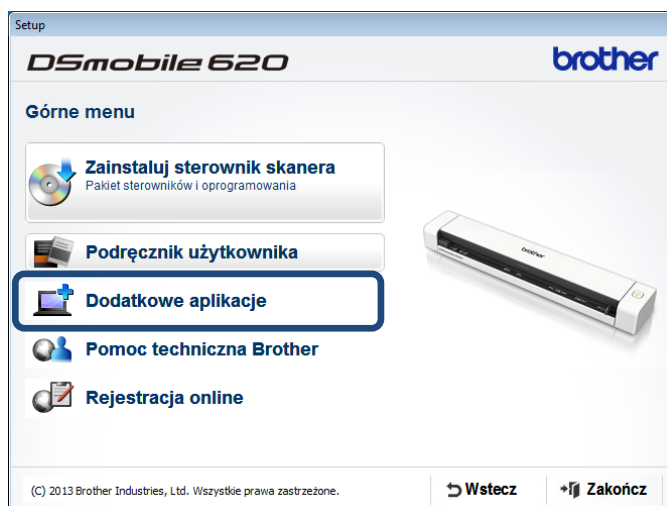 Setup
DSmobile 620
brother
Górne menu
Zainstaluj sterownik skanera
Pakiet sterowników i oprogramowania
Podręcznik użytkownika
Dodatkowe aplikacje
Pomoc techniczna Brother
Rejestracja online
brother
(C) 2013 Brother Industries, Ltd. Wszystkie prawa zastrzeżone.
Wstecz
Zakończ